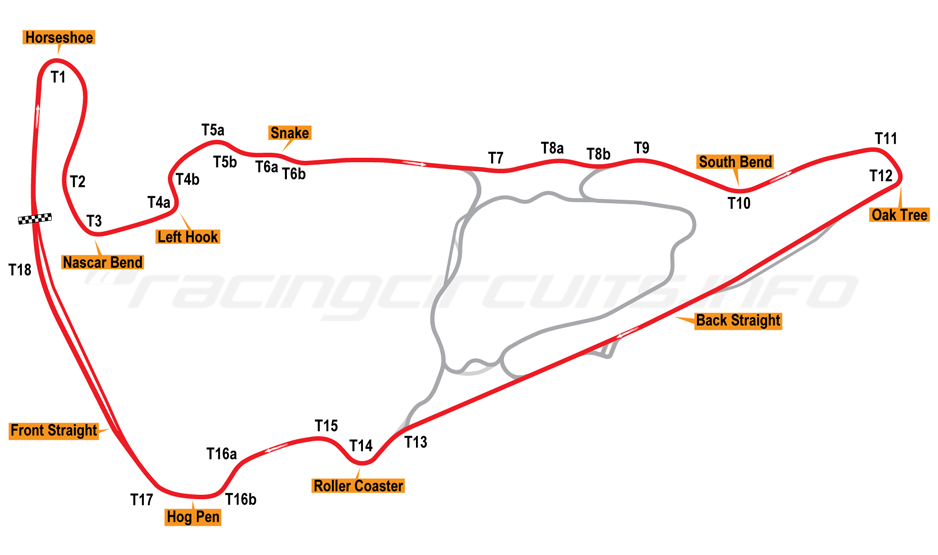 Horseshoe
T1
T2
T3
Nascar Bend
T4a
T4b
Left Hook
T5a
T5b
Snake
T6a
T6b
T7
T8a
T8b
T9
South Bend
T10
T11
T12
Oak Tree
Back Straight
T13
T14
Roller Coaster
T15
T16a
T16b
Hog Pen
T17
Front Straight
T18
racingcircuits.info